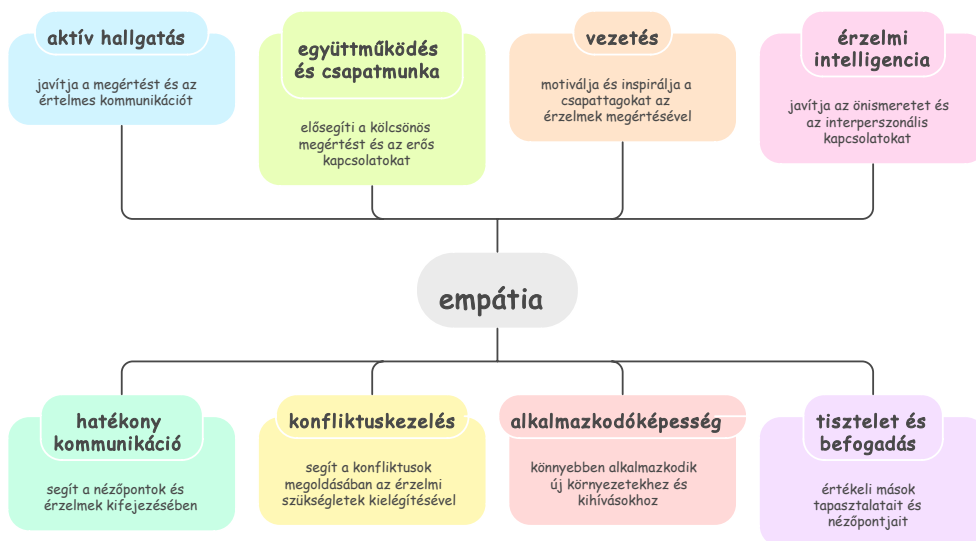 aktív hallgatás
javítja a megértést és az
értelmes kommunikációt
együttműködés
és csapatmunka
elősegíti a kölcsönös
megértést és az erős
kapcsolatokat
vezetés
motiválja és inspirálja a
csapattagokat az
érzelmek megértésével
érzelmi
intelligencia
javítja az önismeretet és
az interperszonális
kapcsolatokat
empátia
hatékony
kommunikáció
segít a nézőpontok és
érzelmek kifejezésében
konfliktuskezelés
segít a konfliktusok
megoldásában az érzelmi
szükségletek kielégítésével
alkalmazkodóképesség
könnyebben alkalmazkodik
új környezetekhez és
kihívásokhoz
tisztelet és
befogadás
értékeli mások
tapasztalatait és
nézőpontjait